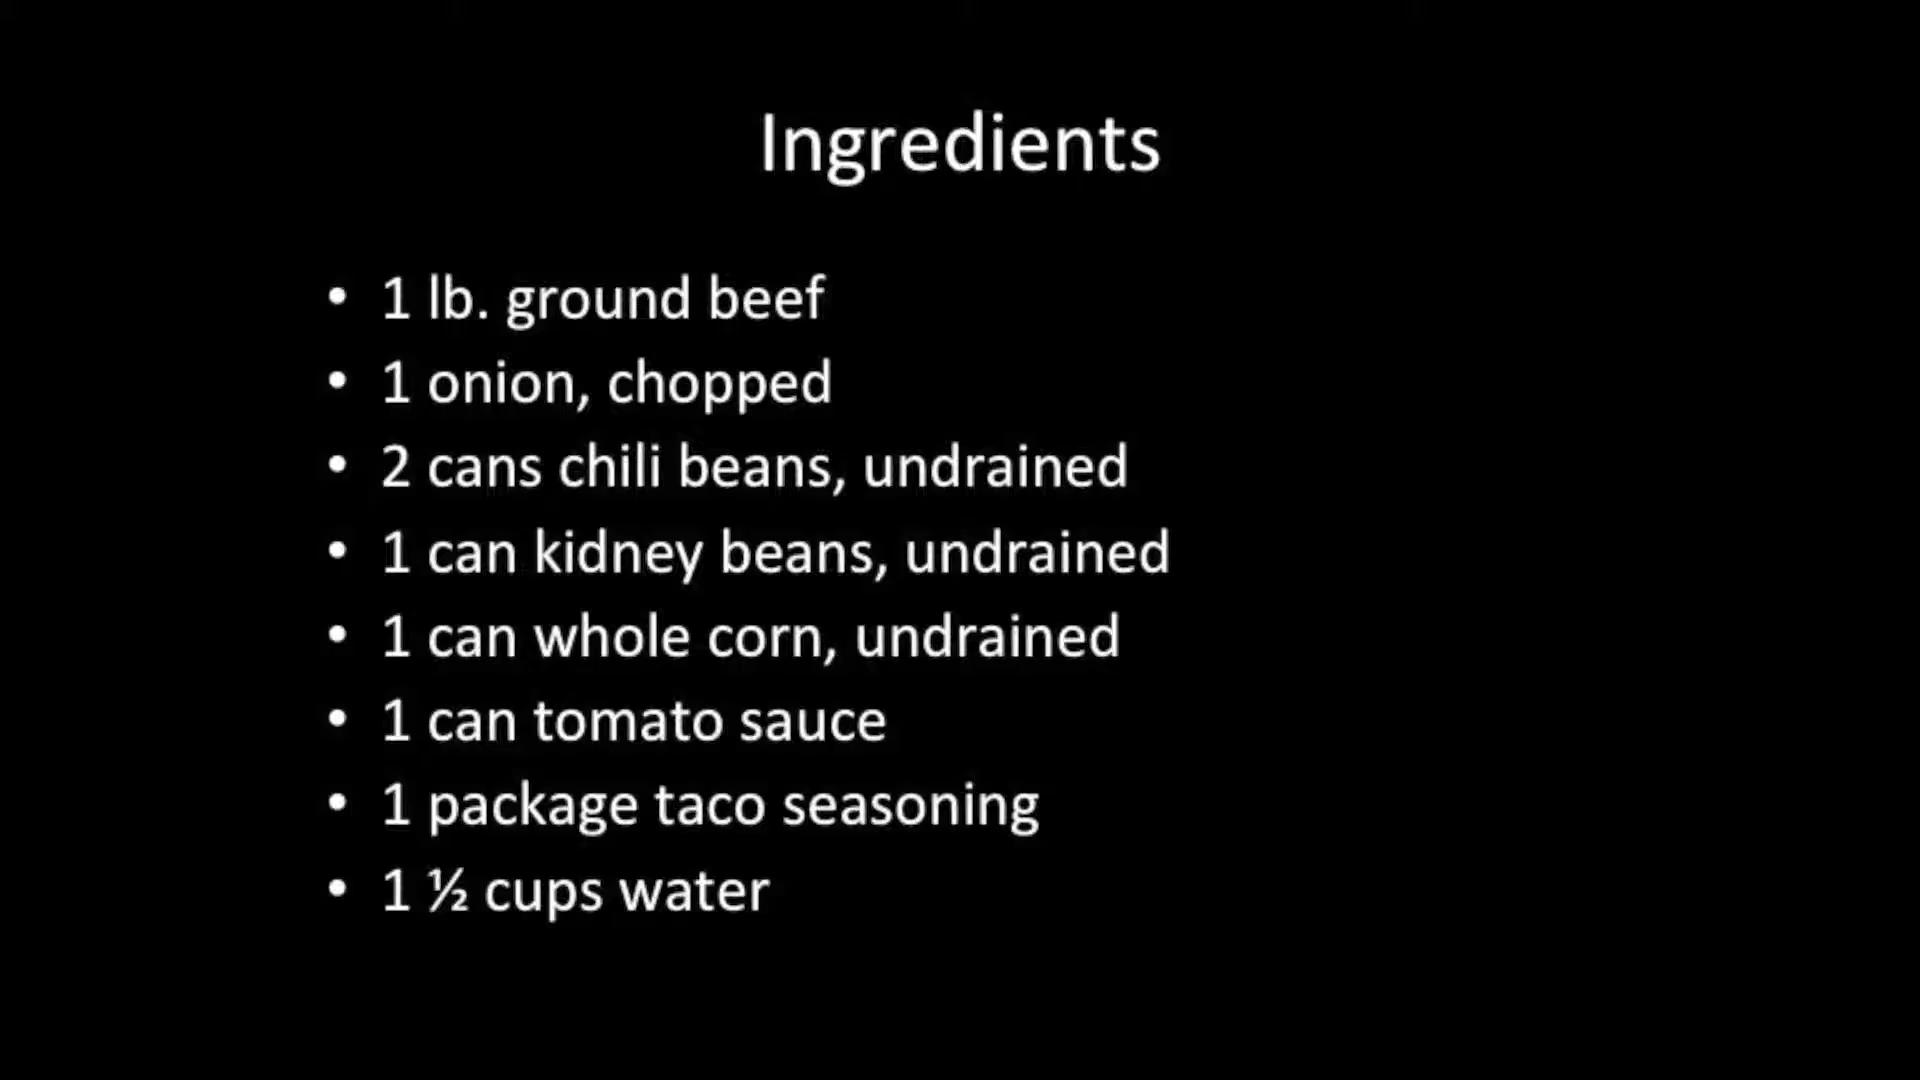 Ingredients
• 1 lb. ground beef
• 1 onion, chopped
• 2 cans chili beans, undrained
• 1 can kidney beans, undrained
• 1 can whole corn, undrained
• 1 can tomato sauce
• 1 package taco seasoning
• 1 ½ cups water